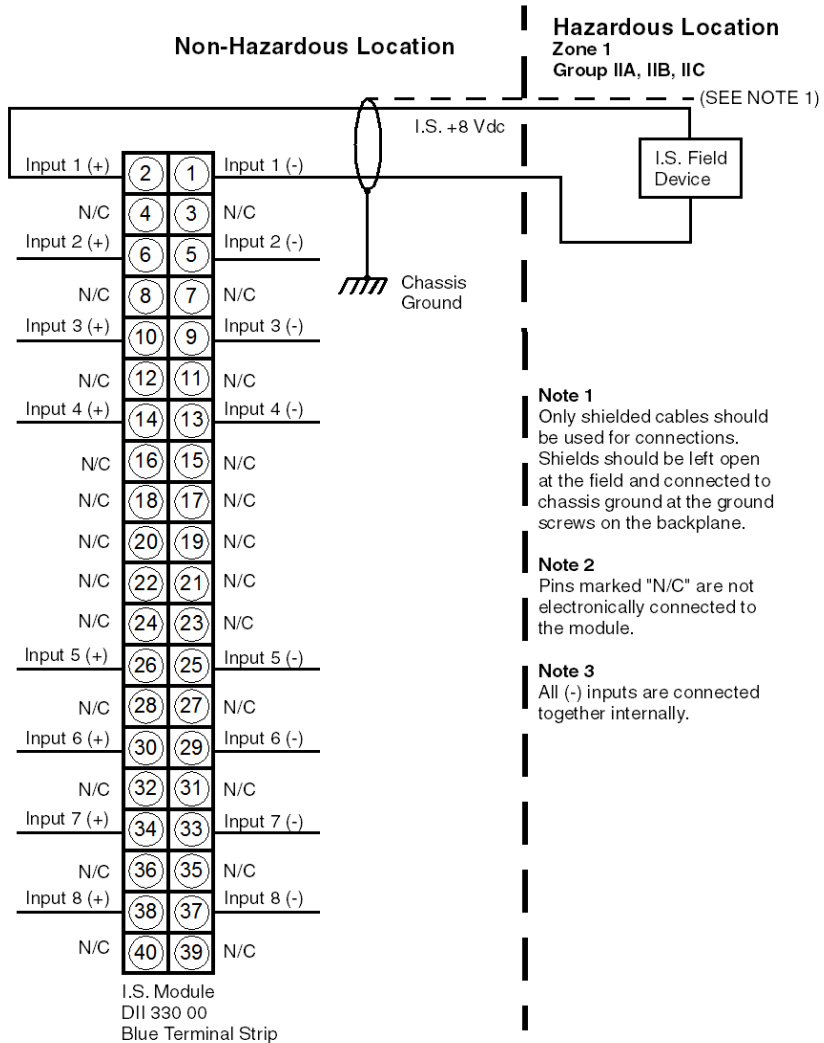 Non-Hazardous Location
Hazardous Location
Zone 1
Group IIA, IIB, IIC
(SEE NOTE 1)
I.S. +8 Vdc
I.S. Field
Device
Input 1 (+) 2 1 Input 1 (-)
N/C 4 3 N/C
Input 2 (+) 6 5 Input 2 (-)
N/C 8 7 N/C
Chassis
Ground
Input 3 (+) 10 9 Input 3 (-)
N/C 12 11 N/C
Input 4 (+) 14 13 Input 4 (-)
N/C 16 15 N/C
N/C 18 17 N/C
N/C 20 19 N/C
N/C 22 21 N/C
N/C 24 23 N/C
Input 5 (+) 26 25 Input 5 (-)
N/C 28 27 N/C
Input 6 (+) 30 29 Input 6 (-)
N/C 32 31 N/C
Input 7 (+) 34 33 Input 7 (-)
N/C 36 35 N/C
Input 8 (+) 38 37 Input 8 (-)
N/C 40 39 N/C
I.S. Module
DII 330 00
Blue Terminal Strip
Note 1
Only shielded cables should
be used for connections.
Shields should be left open
at the field and connected to
chassis ground at the ground
screws on the backplane.
Note 2
Pins marked "N/C" are not
electronically connected to
the module.
Note 3
All (-) inputs are connected
together internally.